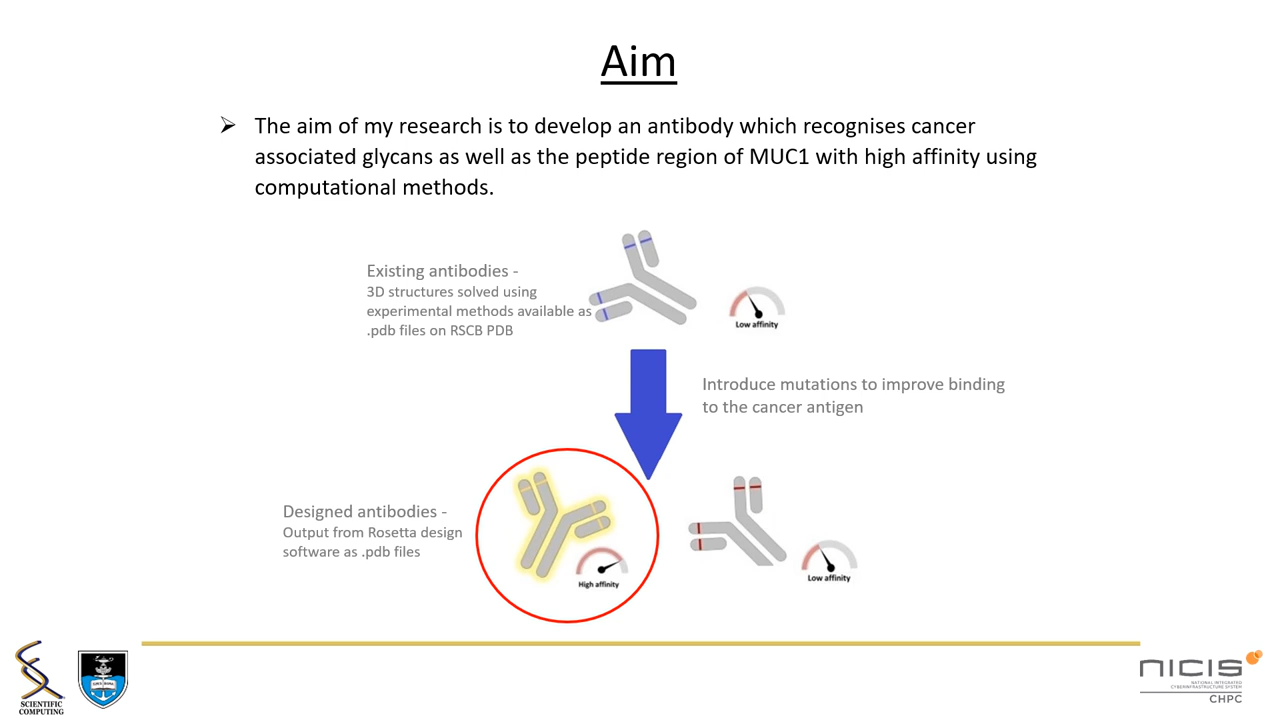 Aim
The aim of my research is to develop an antibody which recognises cancer
associated glycans as well as the peptide region of MUC1 with high affinity using
computational methods.
Existing antibodies -
3D structures solved using
experimental methods available as
.pdb files on RSCB PDB
Low affinity
Introduce mutations to improve binding
to the cancer antigen
Designed antibodies -
Output from Rosetta design
software as .pdb files
High affinity
Low affinity
SCIENTIFIC
COMPUTING
NICIS
NATIONAL INTEGRATED
CYBERINFRASTRUCTURE SYSTEM
CHPC